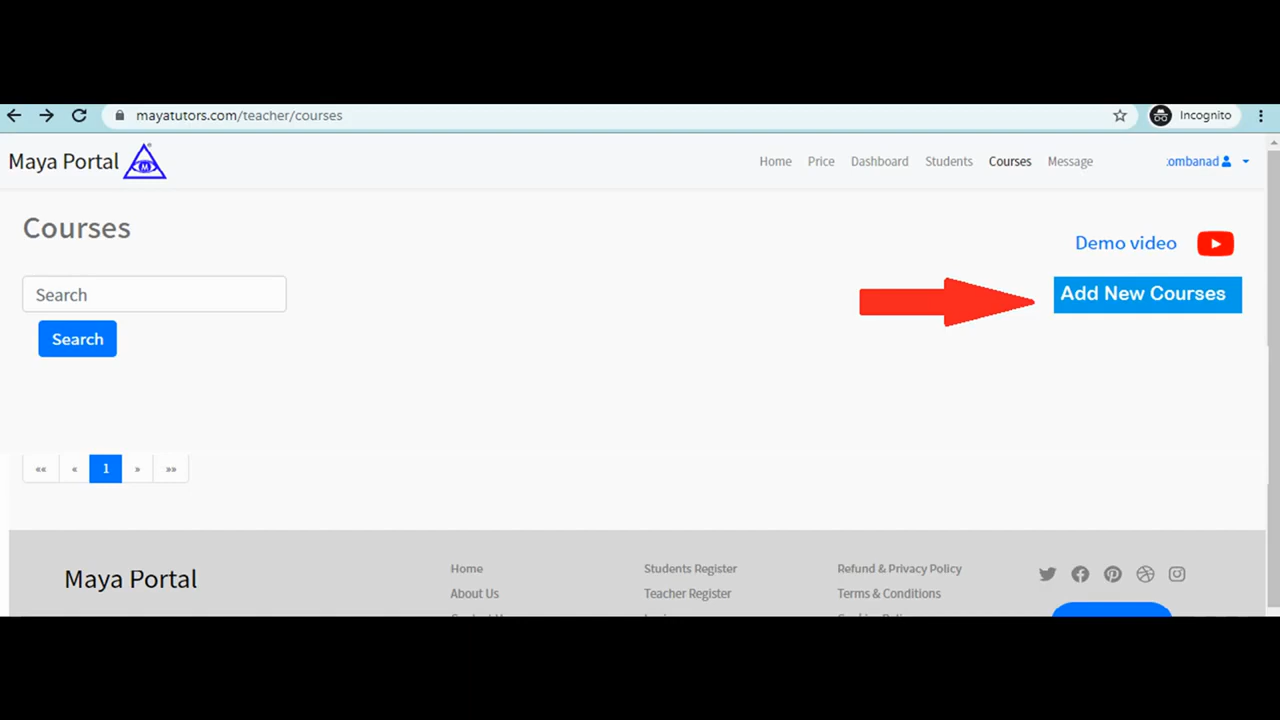 mayatutors.com/teacher/courses
Incognito
Maya Portal
M
Home Price Dashboard Students Courses Message
ombanad
Courses
Demo video
Search
Add New Courses
Search
«« « 1 » »»
Maya Portal
Home Students Register Refund & Privacy Policy
About Us Teacher Register Terms & Conditions